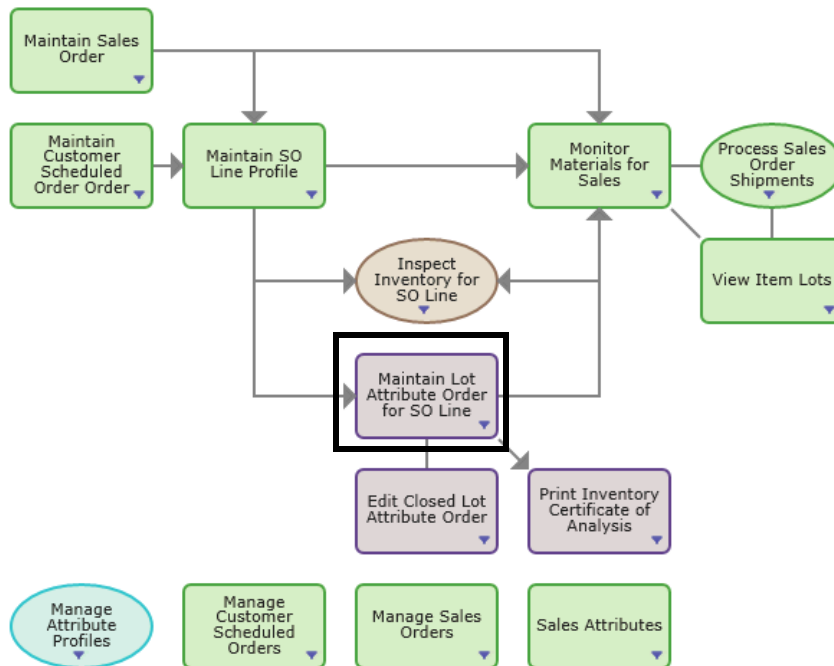 Maintain Sales
Order
Maintain
Customer
Scheduled
Order Order
Maintain SO
Line Profile
Monitor
Materials for
Sales
Process Sales
Order
Shipments
View Item Lots
Inspect
Inventory for
SO Line
Maintain Lot
Attribute Order
for SO Line
Edit Closed Lot
Attribute Order
Print Inventory
Certificate of
Analysis
Manage
Attribute
Profiles
Manage
Customer
Scheduled
Orders
Manage Sales
Orders
Sales Attributes